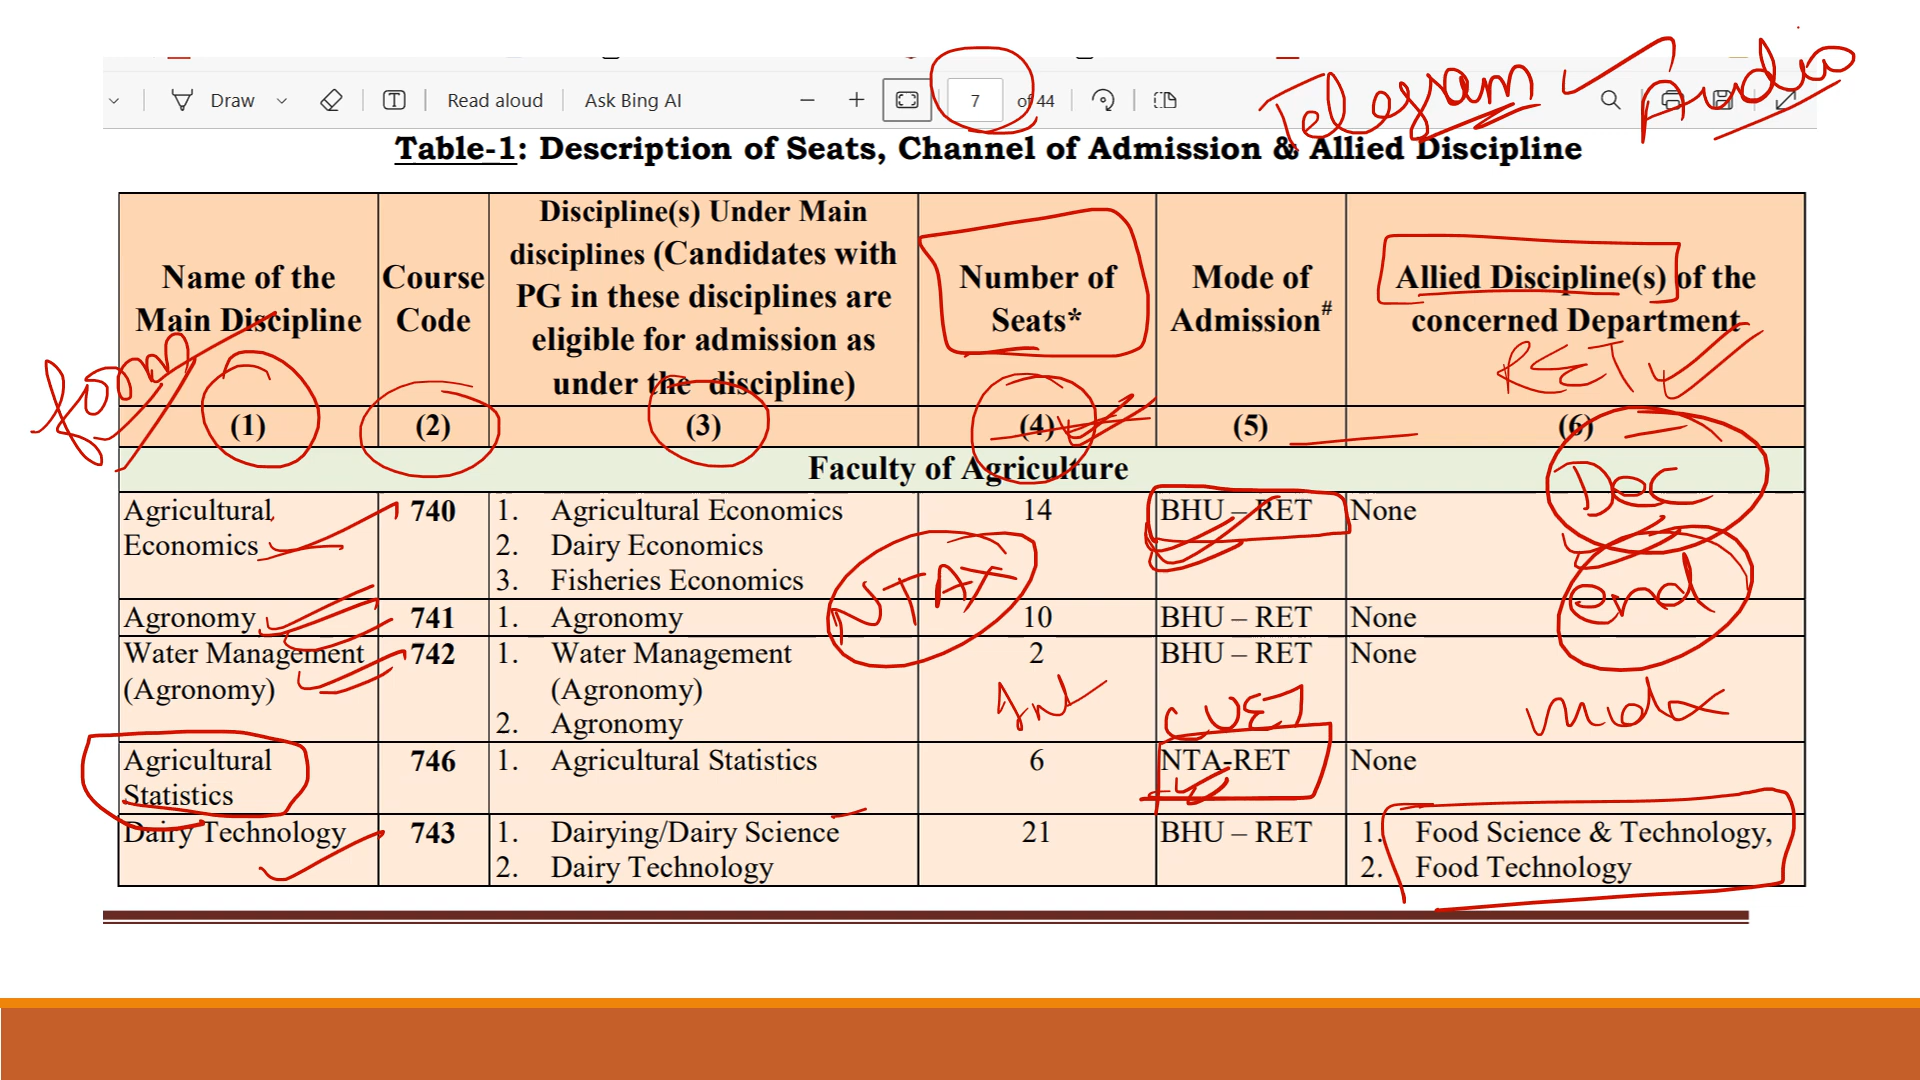 Draw Read aloud Ask Bing AI 7 of 44
Telegram Audio
Table-1: Description of Seats, Channel of Admission & Allied Discipline
Name of the Main Discipline
Course Code
Discipline(s) Under Main disciplines (Candidates with PG in these disciplines are eligible for admission as under the discipline)
Number of Seats*
Mode of Admission#
Allied Discipline(s) of the concerned Department
RET
form
(1) (2) (3) (4) (5) (6)
Faculty of Agriculture
Dec
end
Agricultural Economics 740
1. Agricultural Economics
2. Dairy Economics
3. Fisheries Economics
14 BHU – RET None
NTAT
Agronomy 741 1. Agronomy 10 BHU – RET None
Water Management (Agronomy) 742
1. Water Management (Agronomy)
2. Agronomy
2 BHU – RET None
CUET
Agricultural Statistics 746 1. Agricultural Statistics 6 NTA-RET None
Dairy Technology 743
1. Dairying/Dairy Science
2. Dairy Technology
21 BHU – RET
1. Food Science & Technology,
2. Food Technology